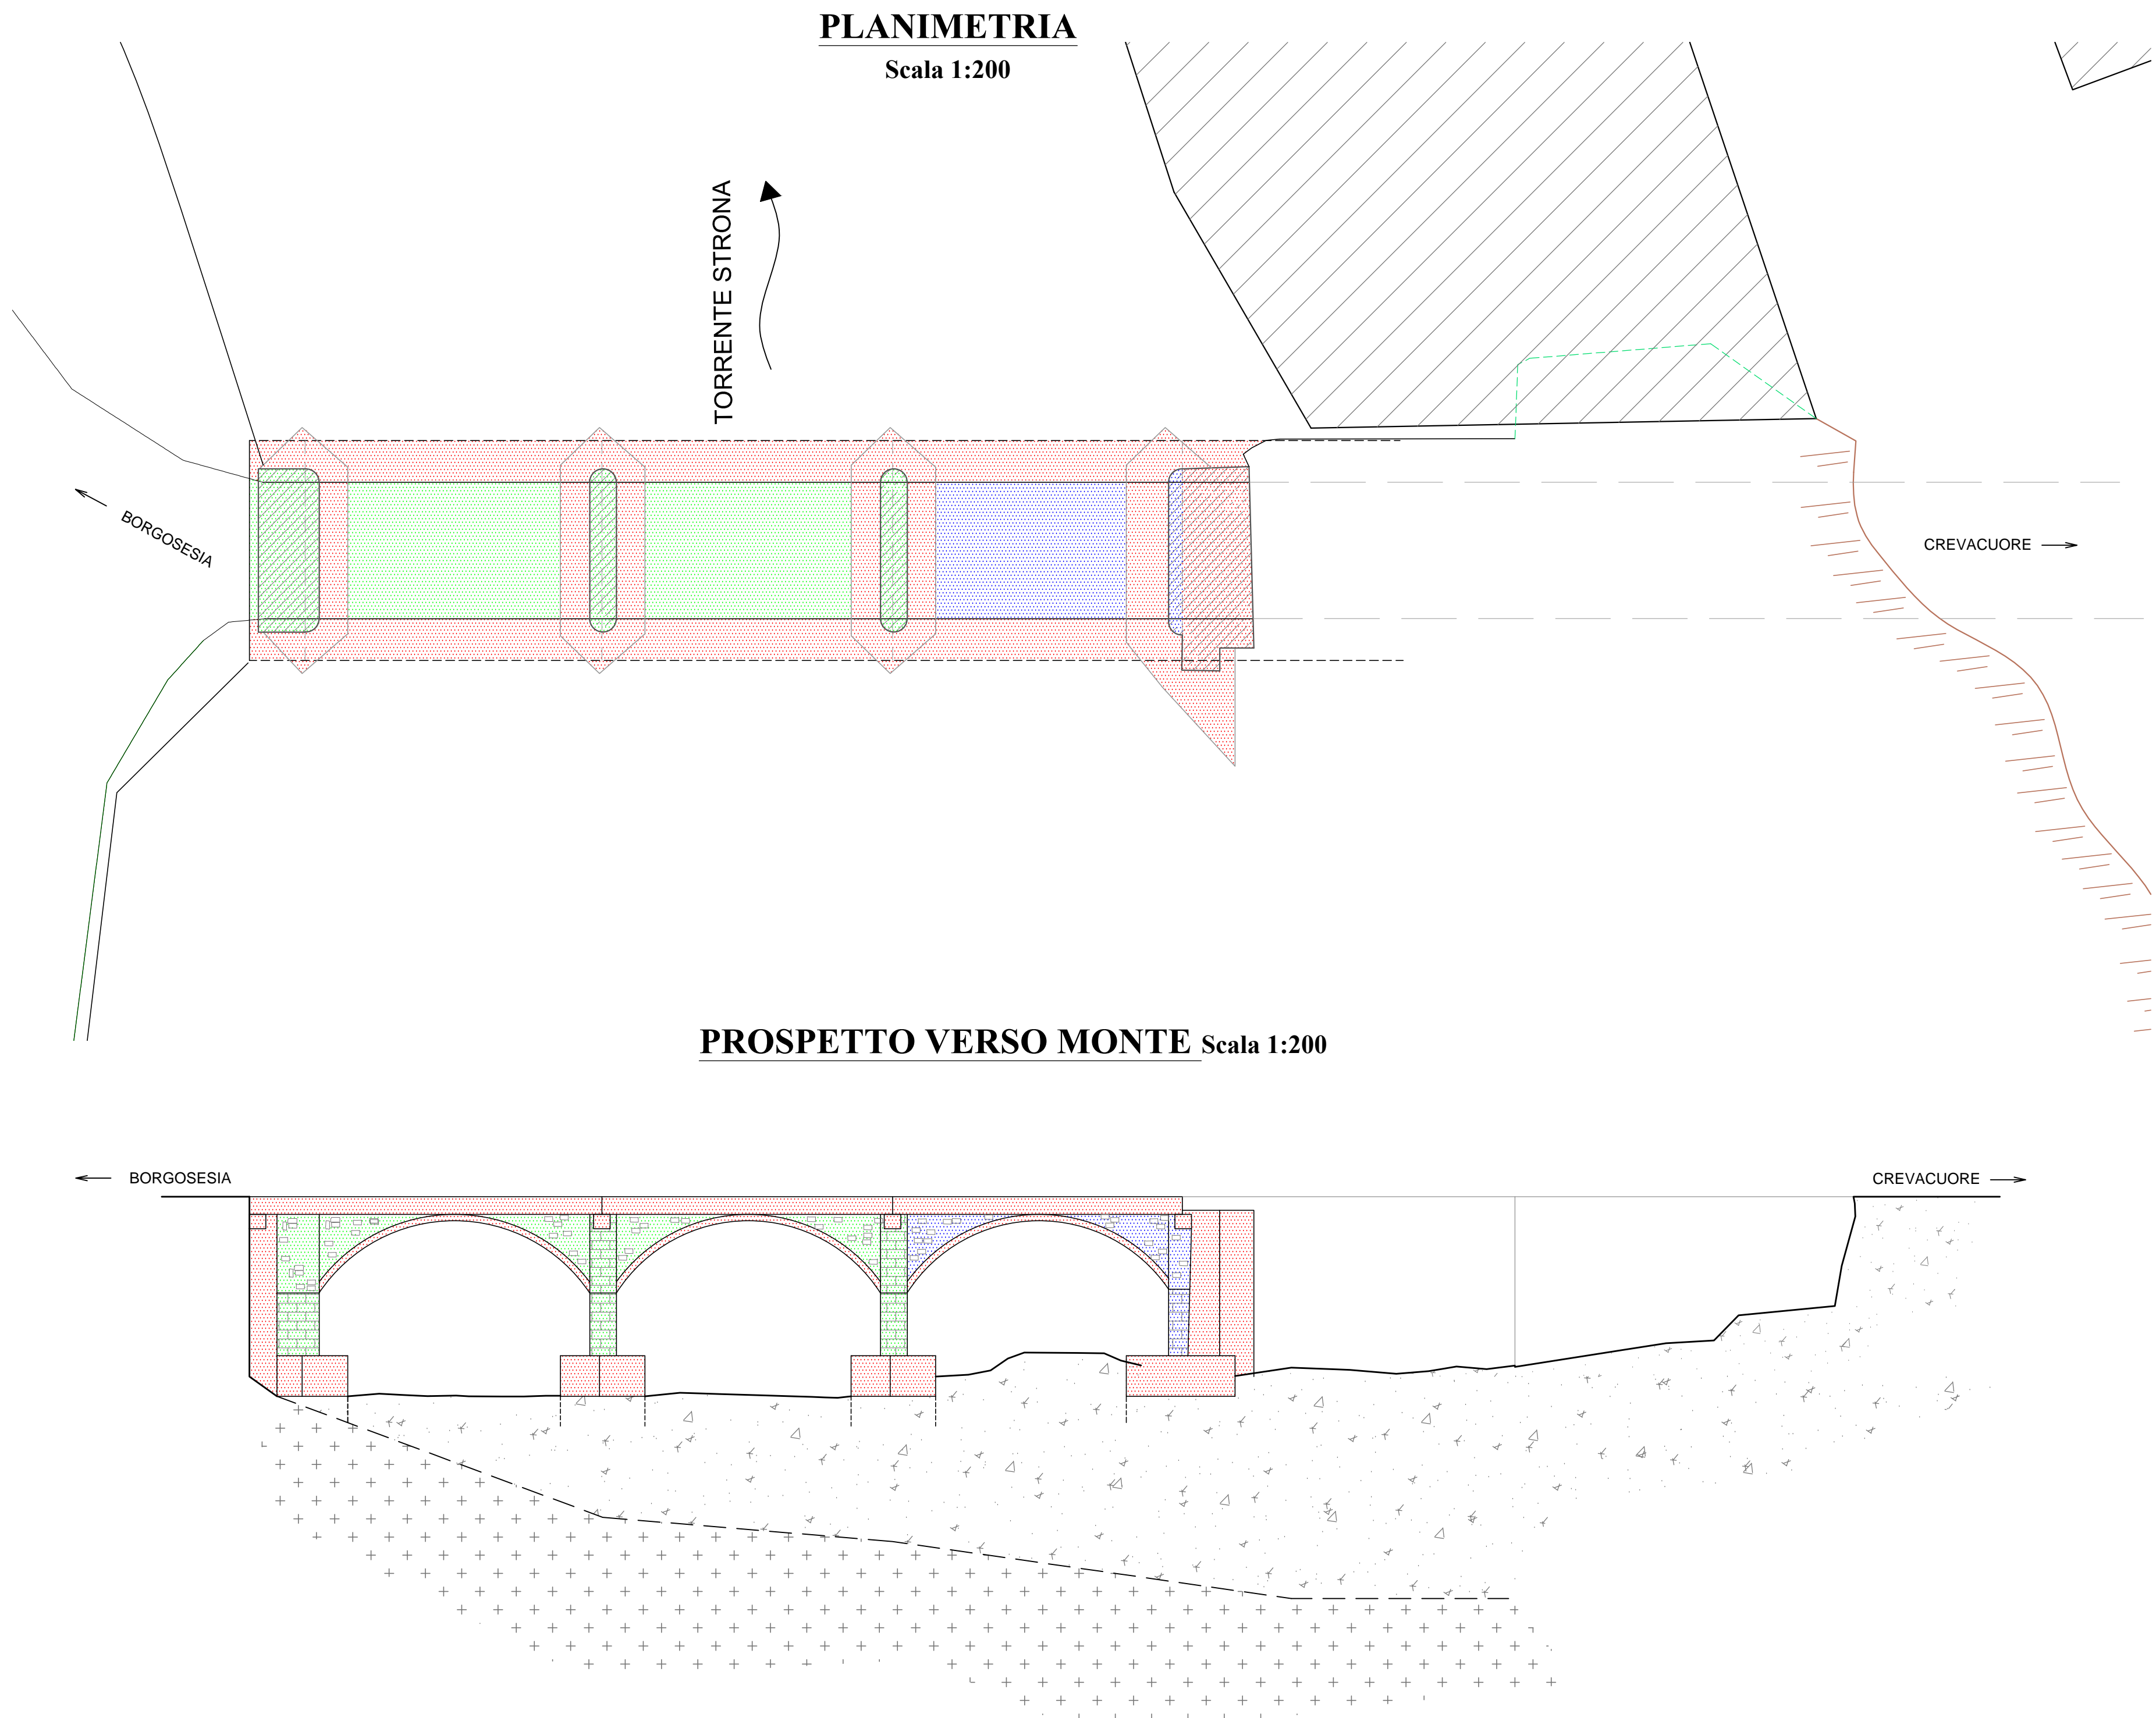 PLANIMETRIA
Scala 1:200
TORRENTE STRONA
BORGOSESIA
CREVACUORE
PROSPETTO VERSO MONTE Scala 1:200
BORGOSESIA
CREVACUORE